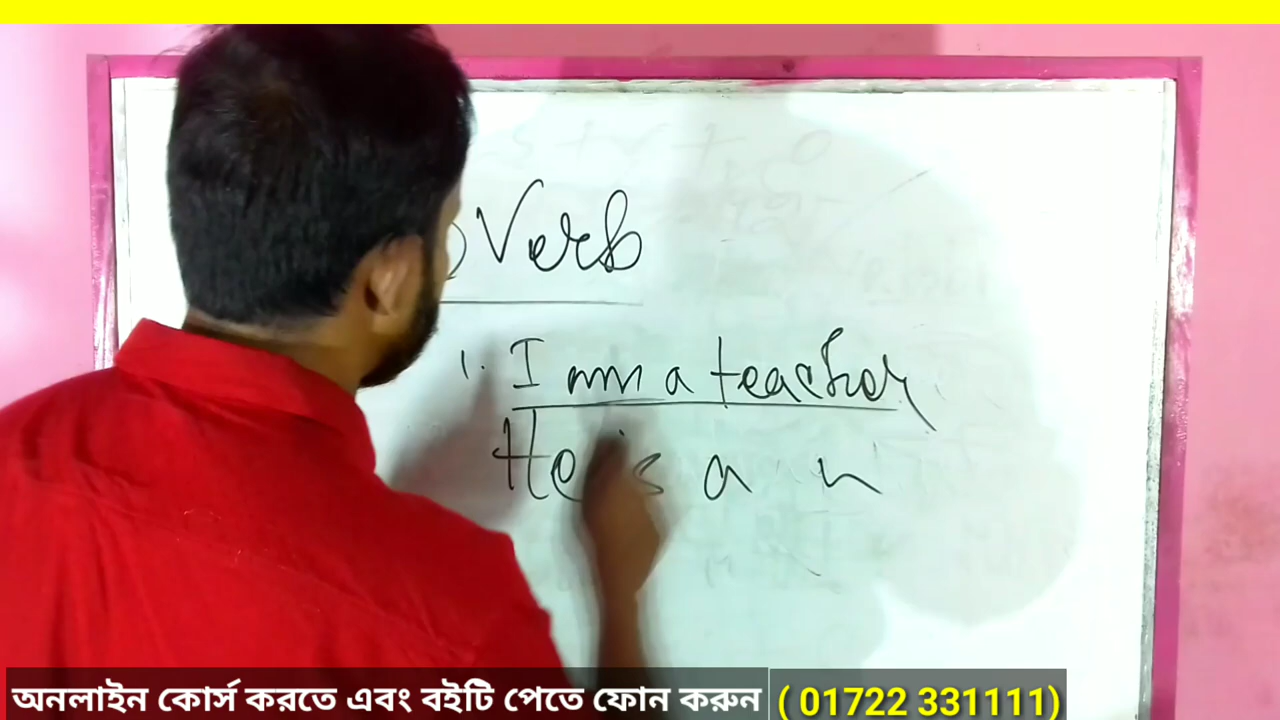 Verb
1. I am a teacher
He is a n
অনলাইন কোর্স করতে এবং বইটি পেতে ফোন করুন ( 01722 331111)